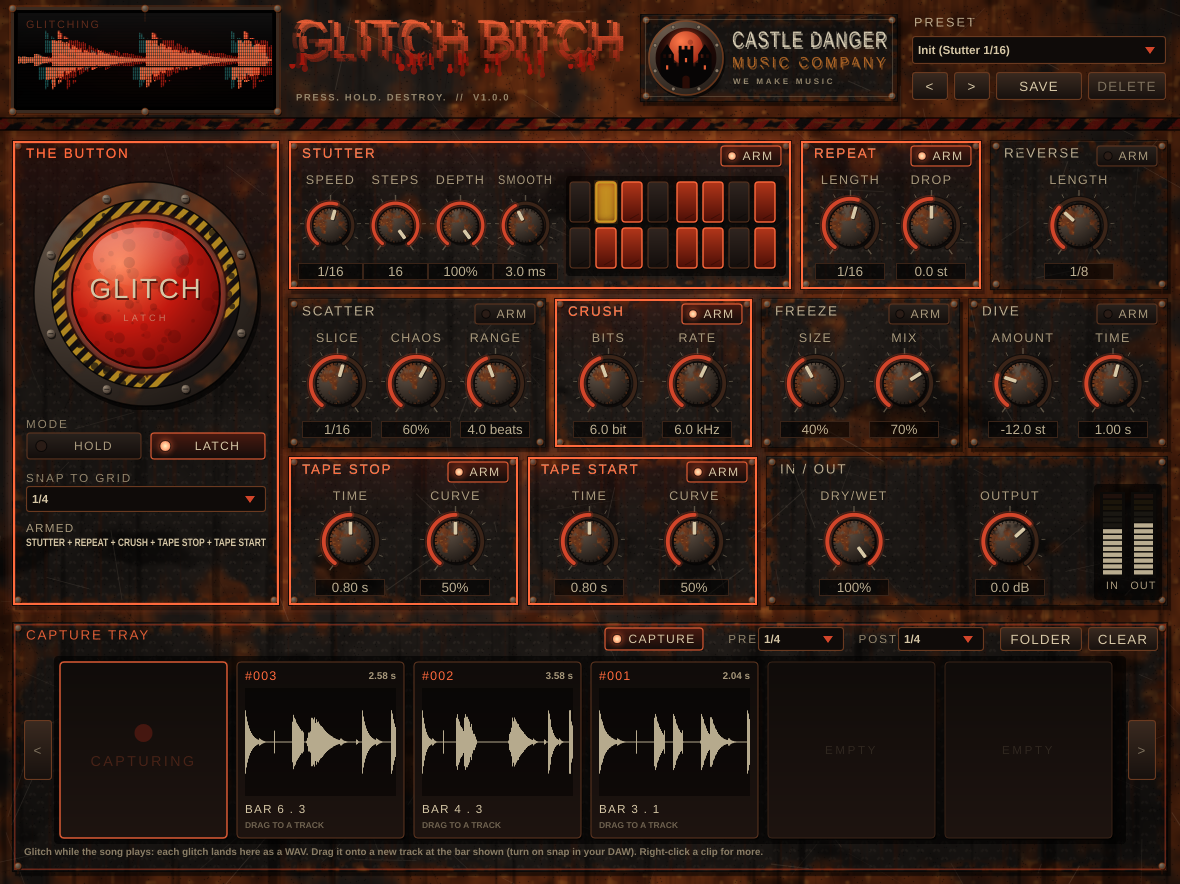 GLITCHING
GLITCH BITCH
PRESS. HOLD. DESTROY. // V1.0.0
CASTLE DANGER
MUSIC COMPANY
WE MAKE MUSIC
PRESET
Init (Stutter 1/16)
< > SAVE DELETE
THE BUTTON
GLITCH
LATCH
MODE
HOLD LATCH
SNAP TO GRID
1/4
ARMED
STUTTER + REPEAT + CRUSH + TAPE STOP + TAPE START
STUTTER ARM
SPEED STEPS DEPTH SMOOTH
1/16 16 100% 3.0 ms
REPEAT ARM
LENGTH DROP
1/16 0.0 st
REVERSE ARM
LENGTH
1/8
SCATTER ARM
SLICE CHAOS RANGE
1/16 60% 4.0 beats
CRUSH ARM
BITS RATE
6.0 bit 6.0 kHz
FREEZE ARM
SIZE MIX
40% 70%
DIVE ARM
AMOUNT TIME
-12.0 st 1.00 s
TAPE STOP ARM
TIME CURVE
0.80 s 50%
TAPE START ARM
TIME CURVE
0.80 s 50%
IN / OUT
DRY/WET OUTPUT
100% 0.0 dB
IN OUT
CAPTURE TRAY CAPTURE PRE 1/4 POST 1/4 FOLDER CLEAR
<
CAPTURING
#003 2.58 s
BAR 6 . 3
DRAG TO A TRACK
#002 3.58 s
BAR 4 . 3
DRAG TO A TRACK
#001 2.04 s
BAR 3 . 1
DRAG TO A TRACK
EMPTY
EMPTY
>
Glitch while the song plays: each glitch lands here as a WAV. Drag it onto a new track at the bar shown (turn on snap in your DAW). Right-click a clip for more.